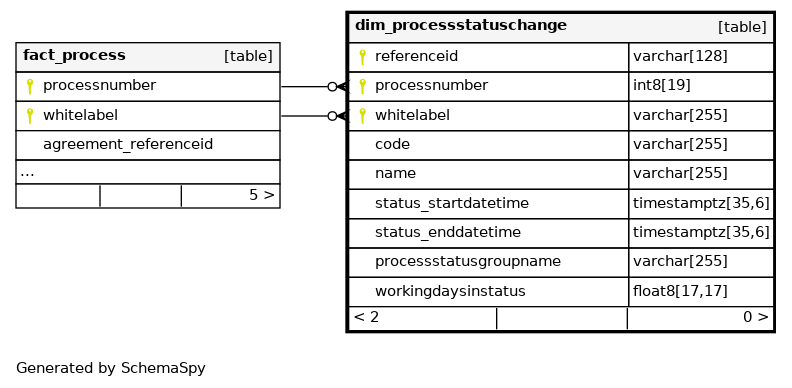 fact_process [table]
processnumber
whitelabel
agreement_referenceid
...
5 >
dim_processstatuschange [table]
referenceid varchar[128]
processnumber int8[19]
whitelabel varchar[255]
code varchar[255]
name varchar[255]
status_startdatetime timestamptz[35,6]
status_enddatetime timestamptz[35,6]
processstatusgroupname varchar[255]
workingdaysinstatus float8[17,17]
< 2 0 >
Generated by SchemaSpy